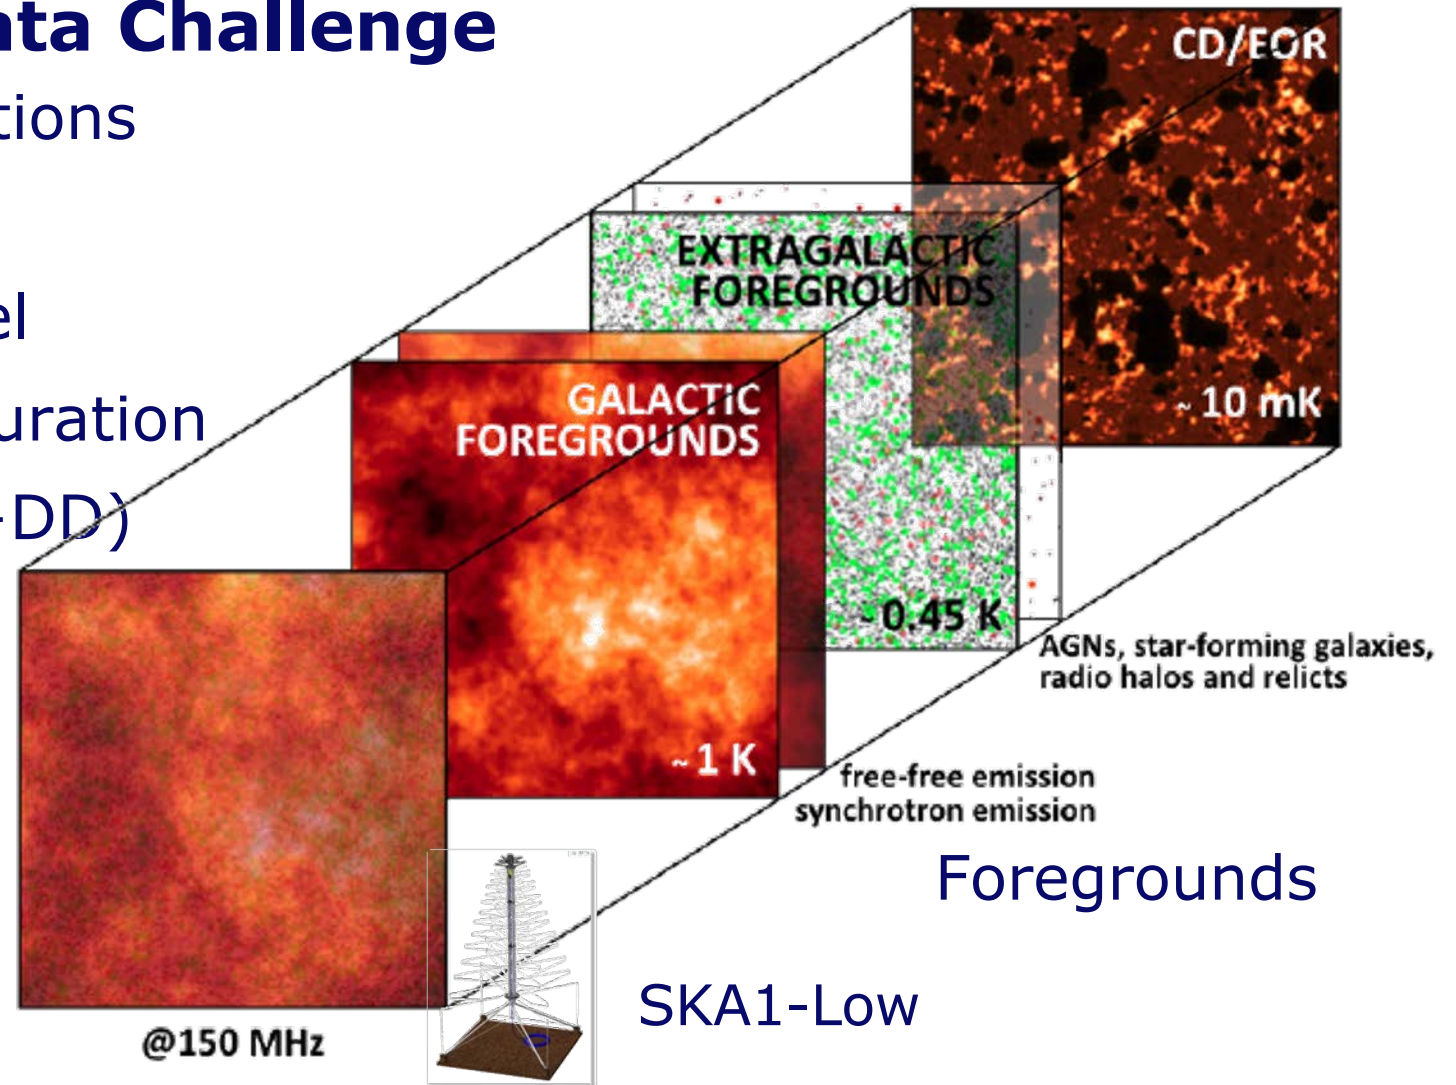 ata Challenge
tions
el
uration
-DD)
CD/EOR
~ 10 mK
EXTRAGALACTIC
FOREGROUNDS
~ 0.45 K
AGNs, star-forming galaxies,
radio halos and relicts
GALACTIC
FOREGROUNDS
~ 1 K
free-free emission
synchrotron emission
Foregrounds
SKA1-Low
@150 MHz